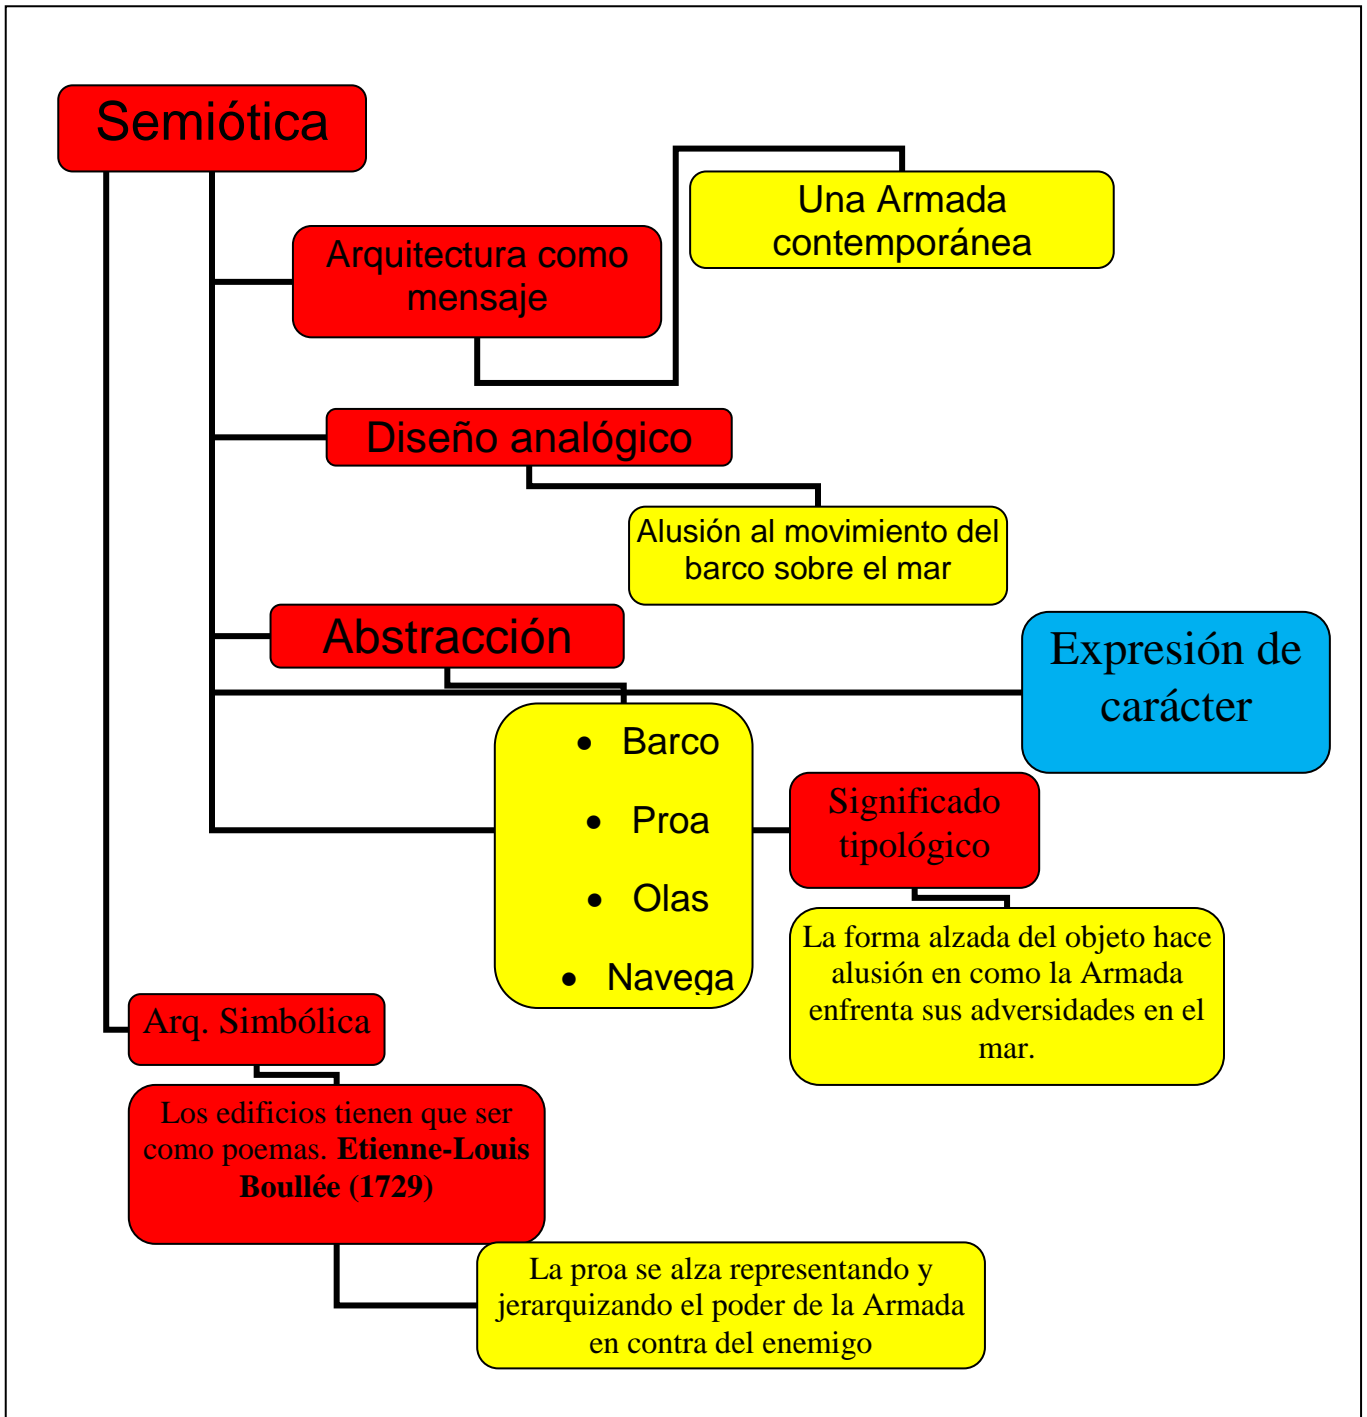 Semiótica
Una Armada
contemporánea
Arquitectura como
mensaje
Diseño analógico
Alusión al movimiento del
barco sobre el mar
Abstracción
Expresión de
carácter
• Barco
• Proa
• Olas
• Navega
Significado
tipológico
La forma alzada del objeto hace
alusión en como la Armada
enfrenta sus adversidades en el
mar.
Arq. Simbólica
Los edificios tienen que ser
como poemas. Etienne-Louis
Boullée (1729)
La proa se alza representando y
jerarquizando el poder de la Armada
en contra del enemigo